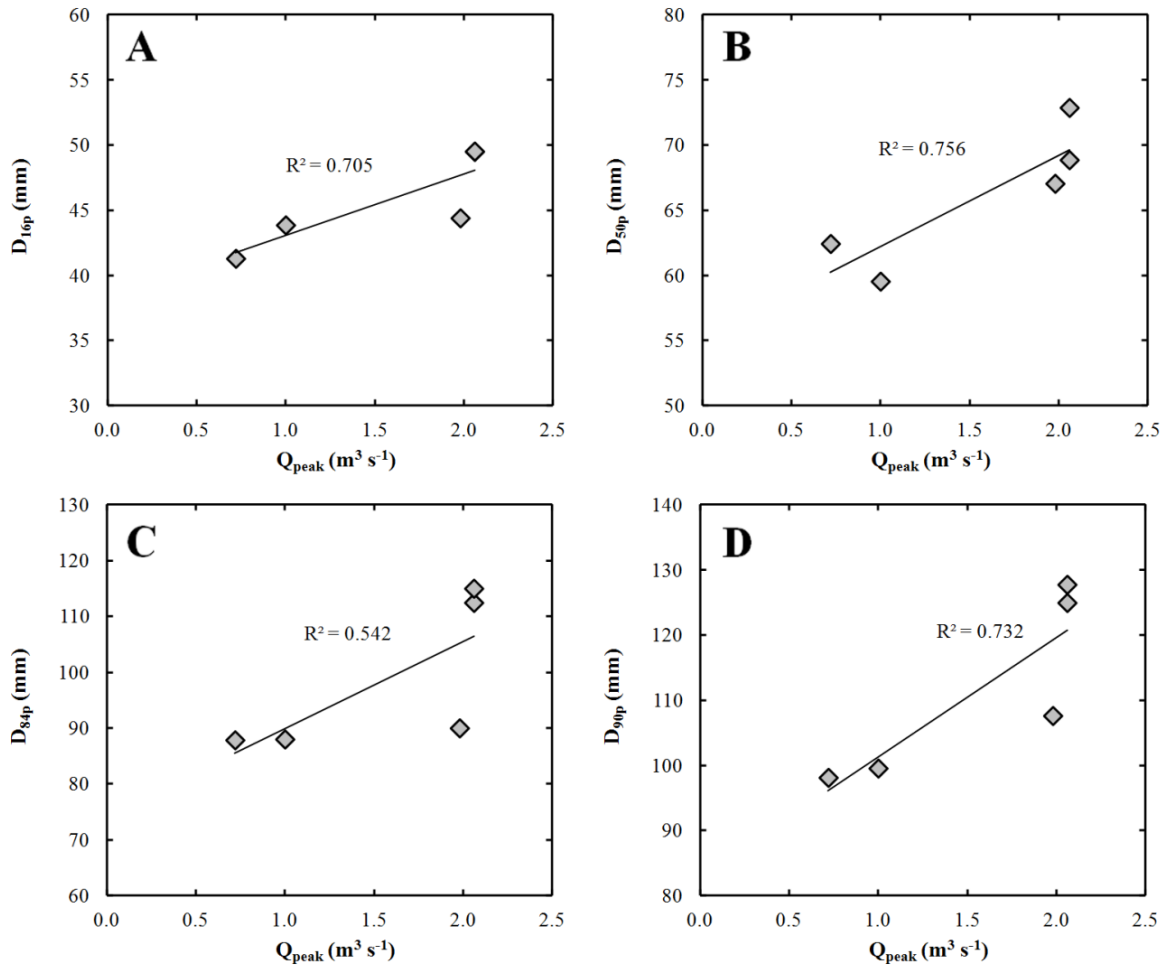 A
60
55
50
45
40
35
30
D16p (mm)
R² = 0.705
0.0 0.5 1.0 1.5 2.0 2.5
Qpeak (m³ s⁻¹)
B
80
75
70
65
60
55
50
D50p (mm)
R² = 0.756
0.0 0.5 1.0 1.5 2.0 2.5
Qpeak (m³ s⁻¹)
C
130
120
110
100
90
80
70
60
D84p (mm)
R² = 0.542
0.0 0.5 1.0 1.5 2.0 2.5
Qpeak (m³ s⁻¹)
D
140
130
120
110
100
90
80
D90p (mm)
R² = 0.732
0.0 0.5 1.0 1.5 2.0 2.5
Qpeak (m³ s⁻¹)